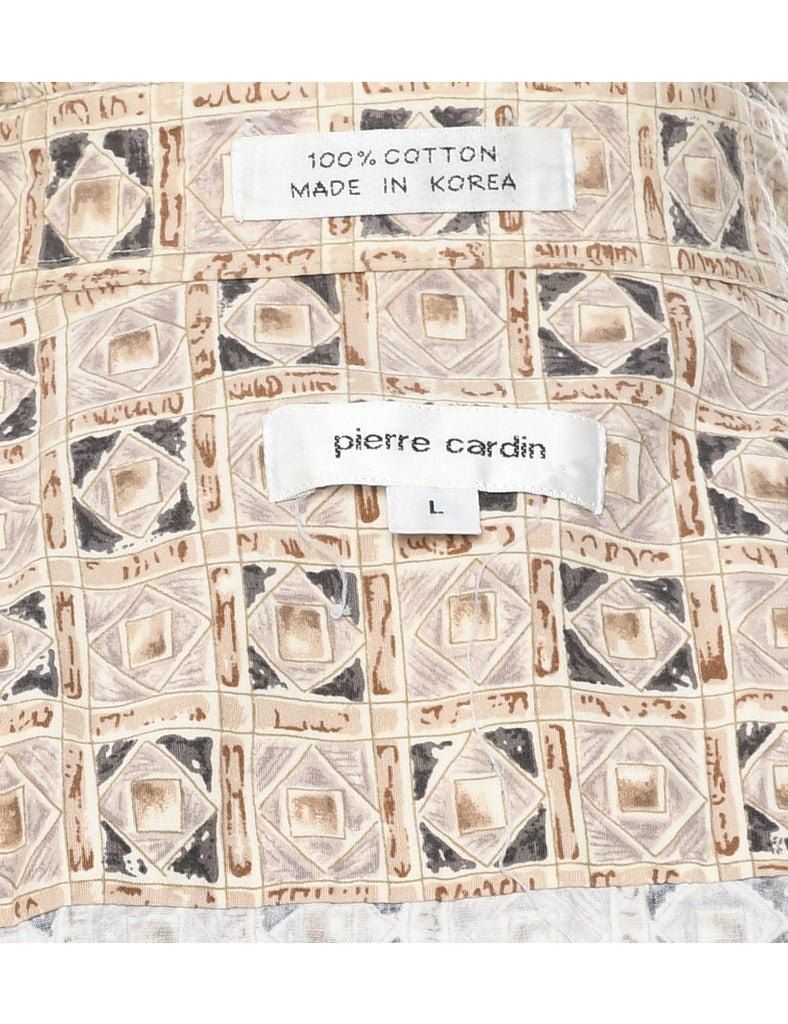 100% COTTON
MADE IN KOREA
pierre cardin
L